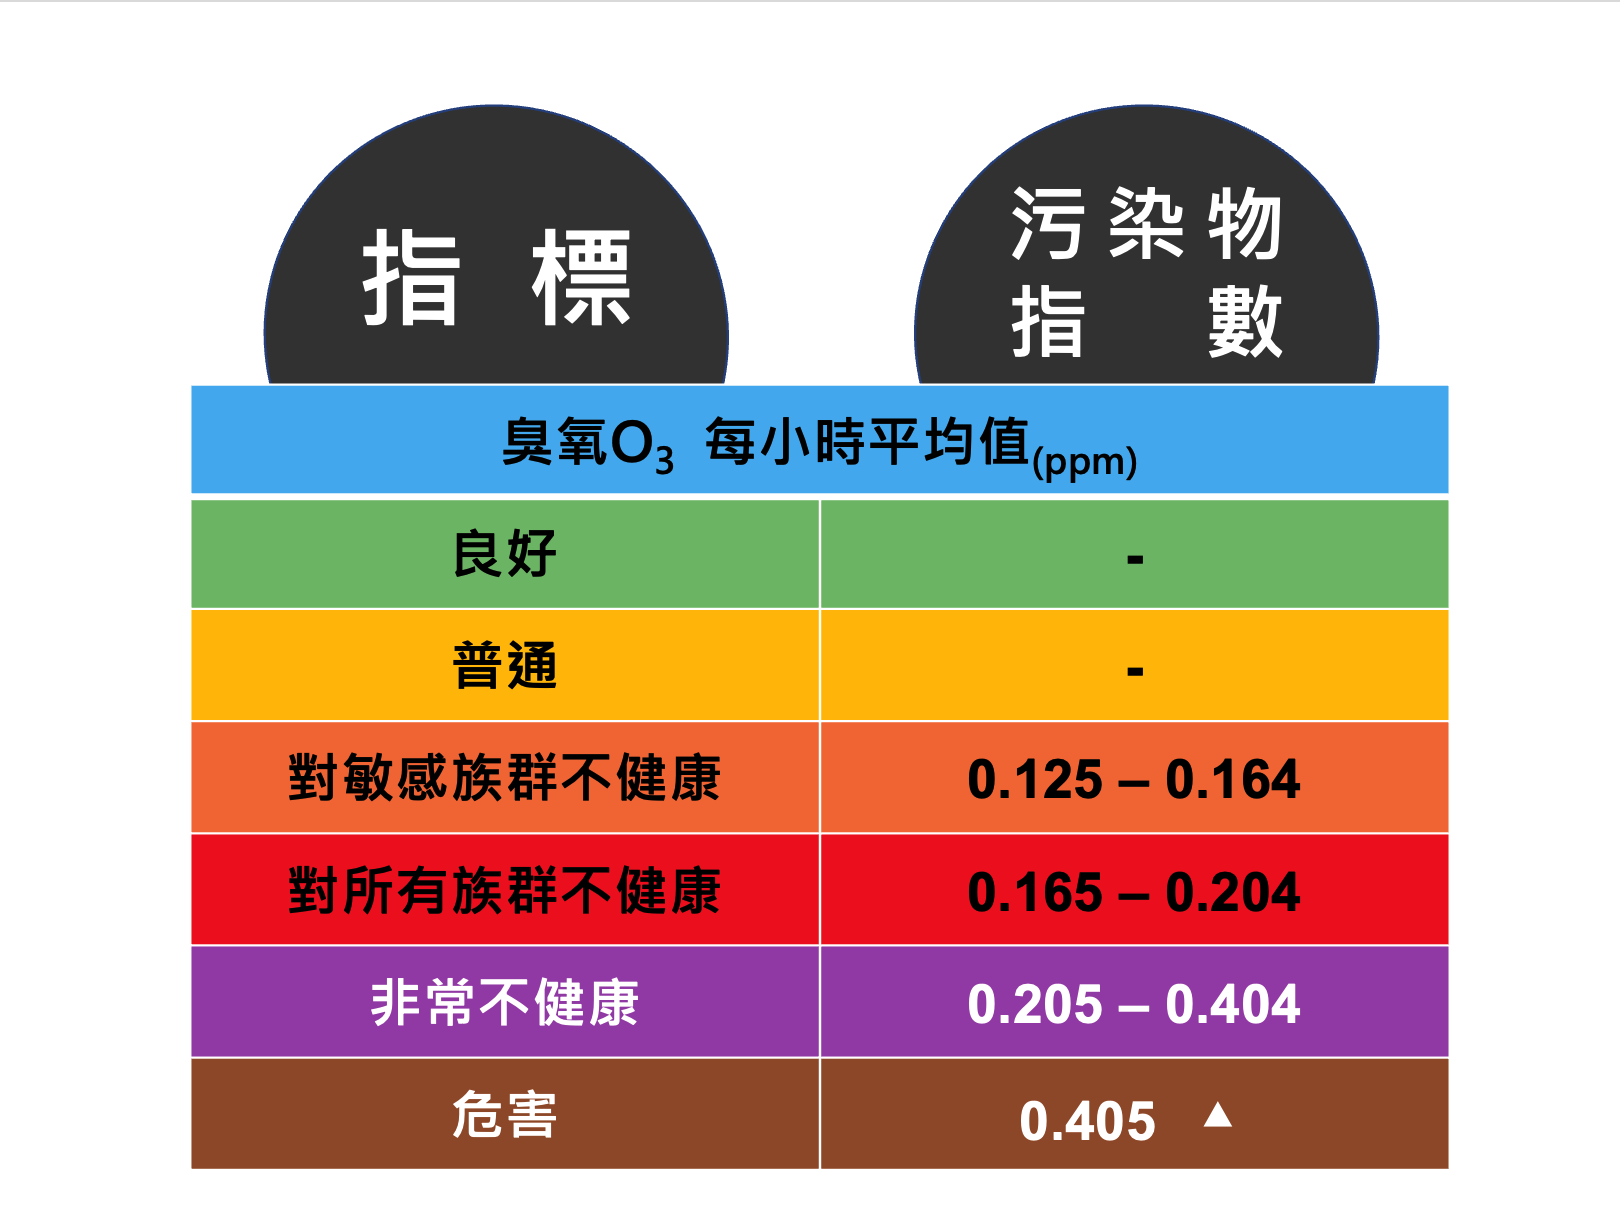 指標
污染物
指數
臭氧O₃ 每小時平均值(ppm)
良好
-
普通
-
對敏感族群不健康
0.125 – 0.164
對所有族群不健康
0.165 – 0.204
非常不健康
0.205 – 0.404
危害
0.405 ▲